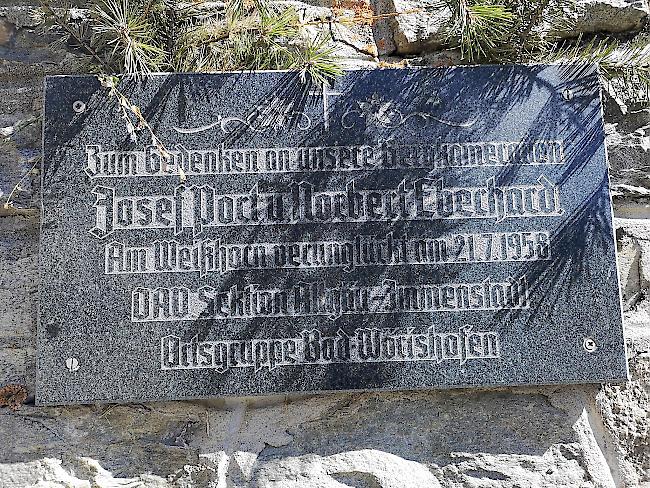 Zum Gedenken an unsere Bergkameraden
Josef Port u Norbert Eberhard
Am Weißhorn verunglückt am 21.7.1958
DAV Sektion Allgäu-Immenstadt
Ortsgruppe Bad-Wörishofen